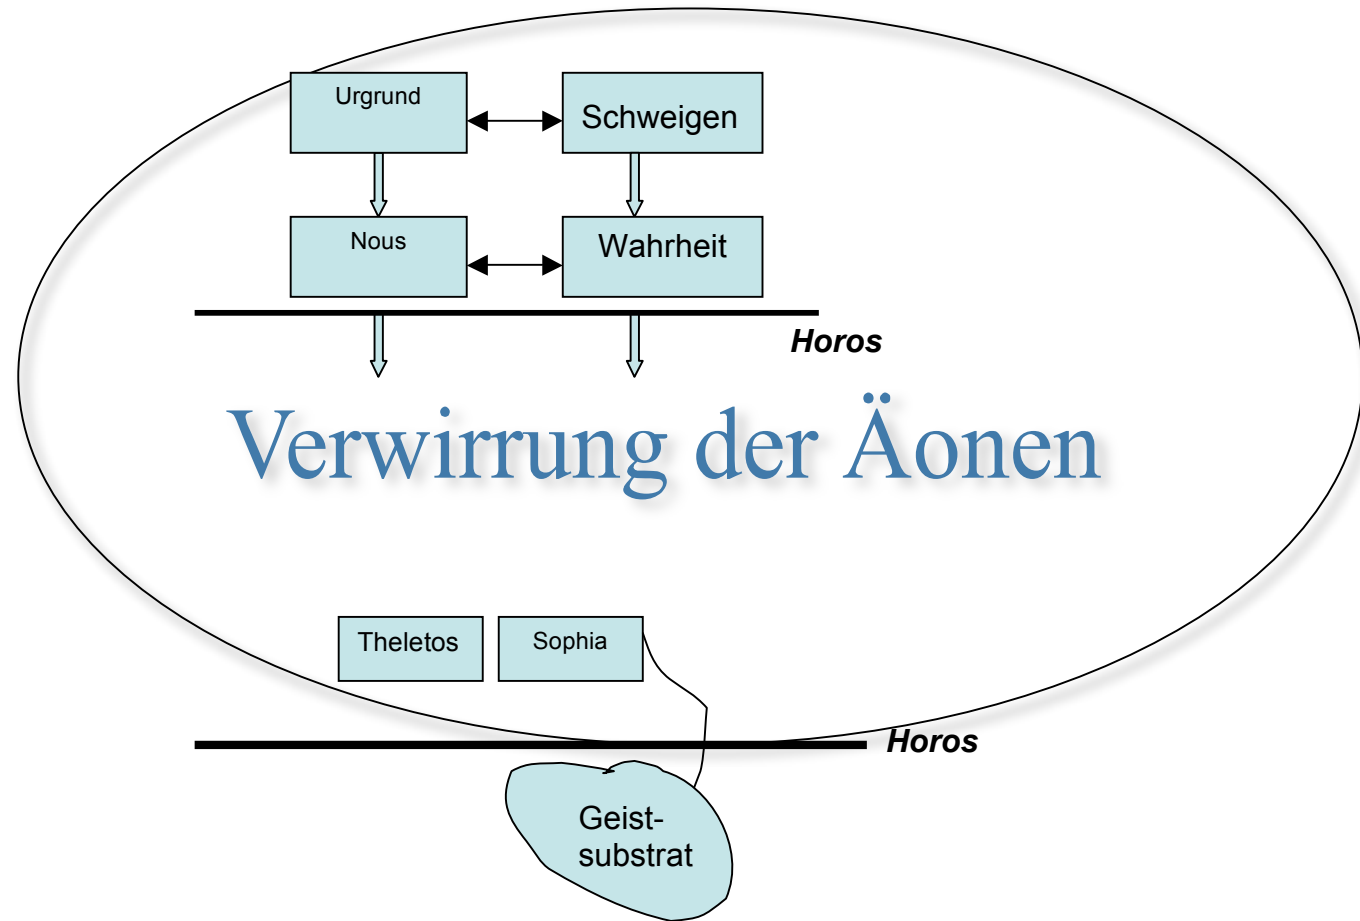 Urgrund
Schweigen
Nous
Wahrheit
Horos
Verwirrung der Äonen
Theletos
Sophia
Horos
Geist-
substrat